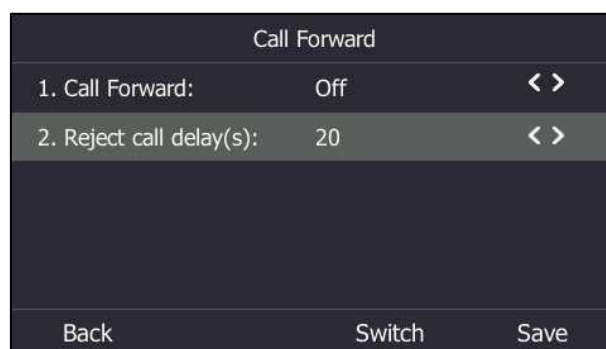 Call Forward
1. Call Forward: Off < >
2. Reject call delay(s): 20 < >
Back Switch Save